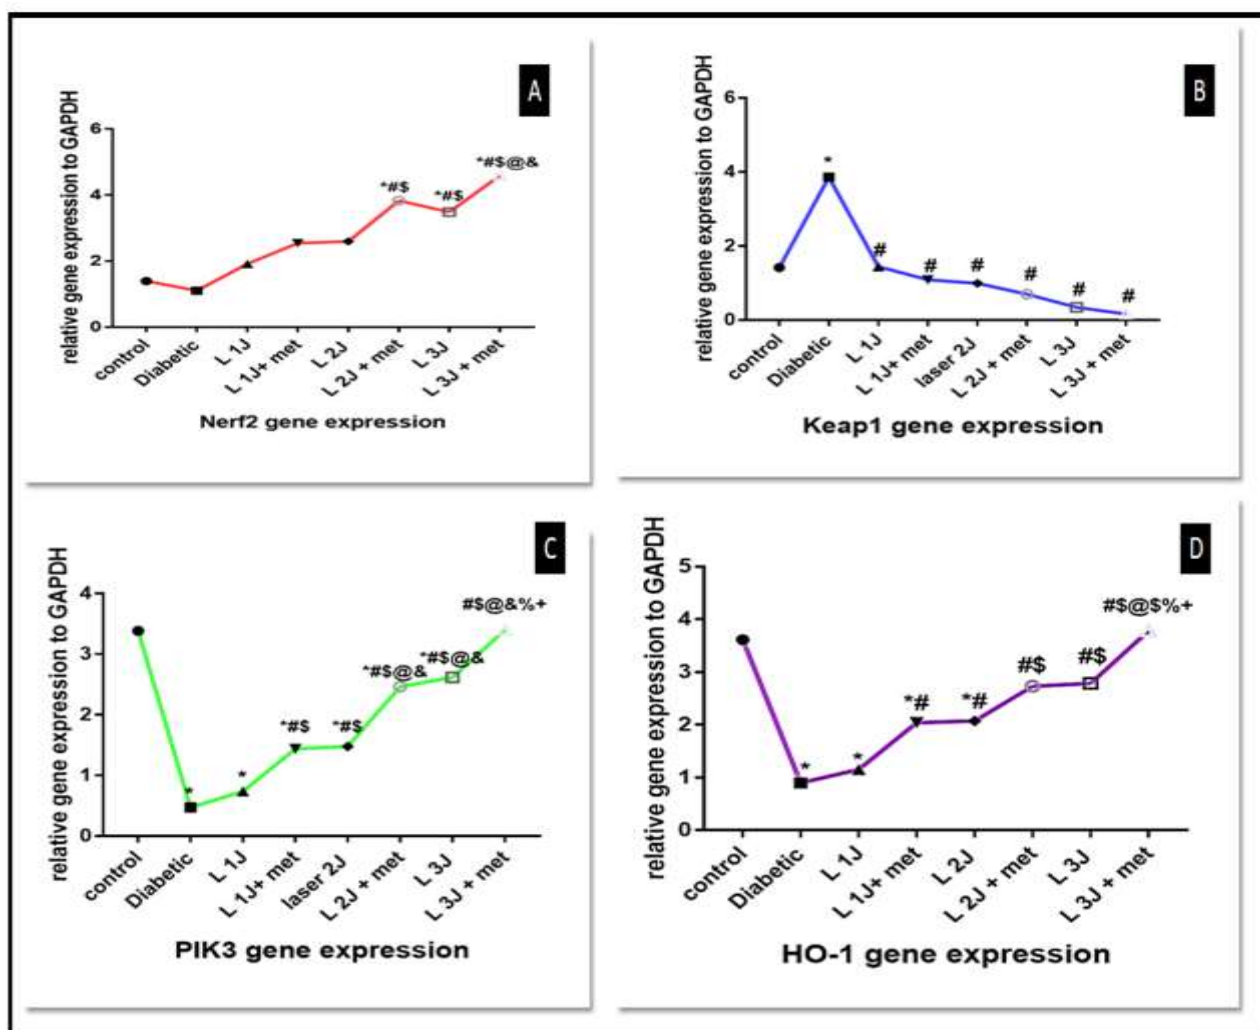 A
relative gene expression to GAPDH
6
4
2
0
*#$
*#$
*#$@&
control
Diabetic
L 1J
L 1J+ met
L 2J
L 2J + met
L 3J
L 3J + met
Nerf2 gene expression
B
relative gene expression to GAPDH
6
4
2
0
*
#
#
#
#
#
#
control
Diabetic
L 1J
L 1J+ met
laser 2J
L 2J + met
L 3J
L 3J + met
Keap1 gene expression
C
relative gene expression to GAPDH
4
3
2
1
0
*
*
*#$
*#$
*#$@&
*#$@&
#$@&%+
control
Diabetic
L 1J
L 1J+ met
laser 2J
L 2J + met
L 3J
L 3J + met
PIK3 gene expression
D
relative gene expression to GAPDH
5
4
3
2
1
0
*
*
*#
*#
#$
#$
#$@$%+
control
Diabetic
L 1J
L 1J+ met
L 2J
L 2J + met
L 3J
L 3J + met
HO-1 gene expression